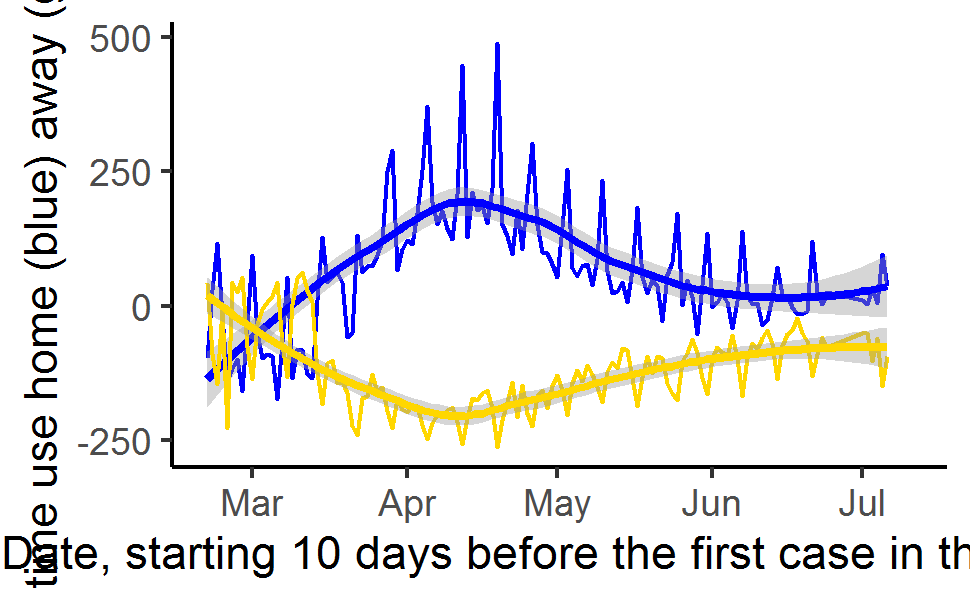 time use home (blue) away (g
500
250
0
-250
Mar Apr May Jun Jul
Date, starting 10 days before the first case in th